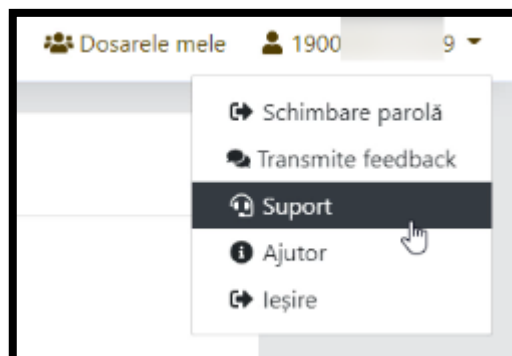 Dosarele mele 1900 9
Schimbare parolă
Transmite feedback
Suport
Ajutor
Ieșire